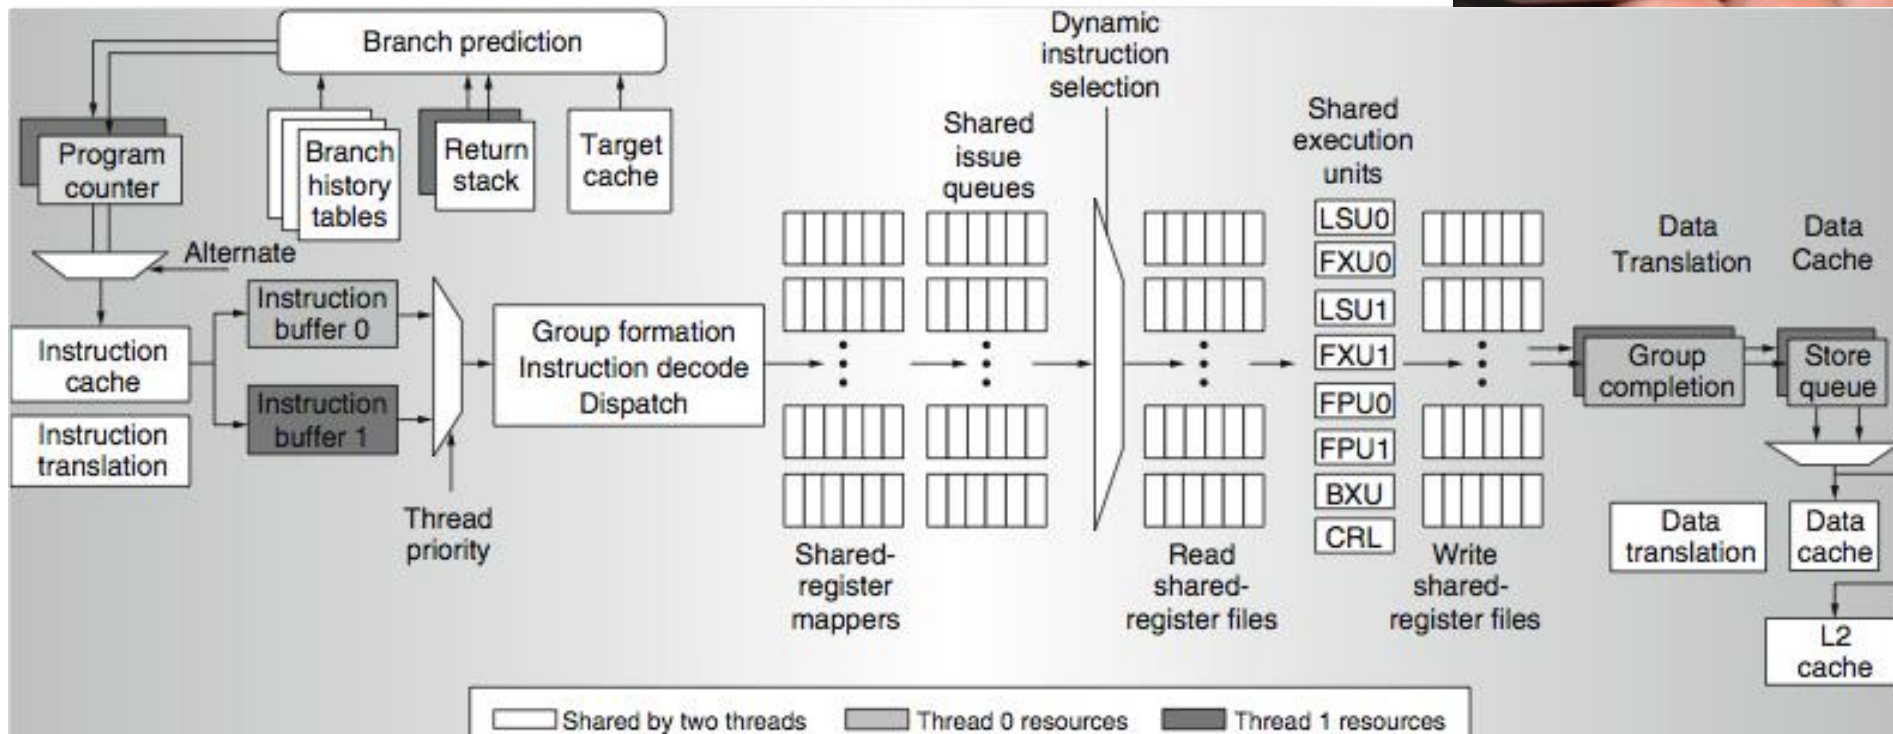 Branch prediction
Program
counter
Branch
history
tables
Return
stack
Target
cache
Alternate
Instruction
cache
Instruction
translation
Instruction
buffer 0
Instruction
buffer 1
Thread
priority
Group formation
Instruction decode
Dispatch
Shared-
register
mappers
Shared
issue
queues
Dynamic
instruction
selection
Read
shared-
register files
Shared
execution
units
LSU0
FXU0
LSU1
FXU1
FPU0
FPU1
BXU
CRL
Write
shared-
register files
Data
Translation
Group
completion
Data
translation
Data
Cache
Store
queue
Data
cache
L2
cache
Shared by two threads
Thread 0 resources
Thread 1 resources